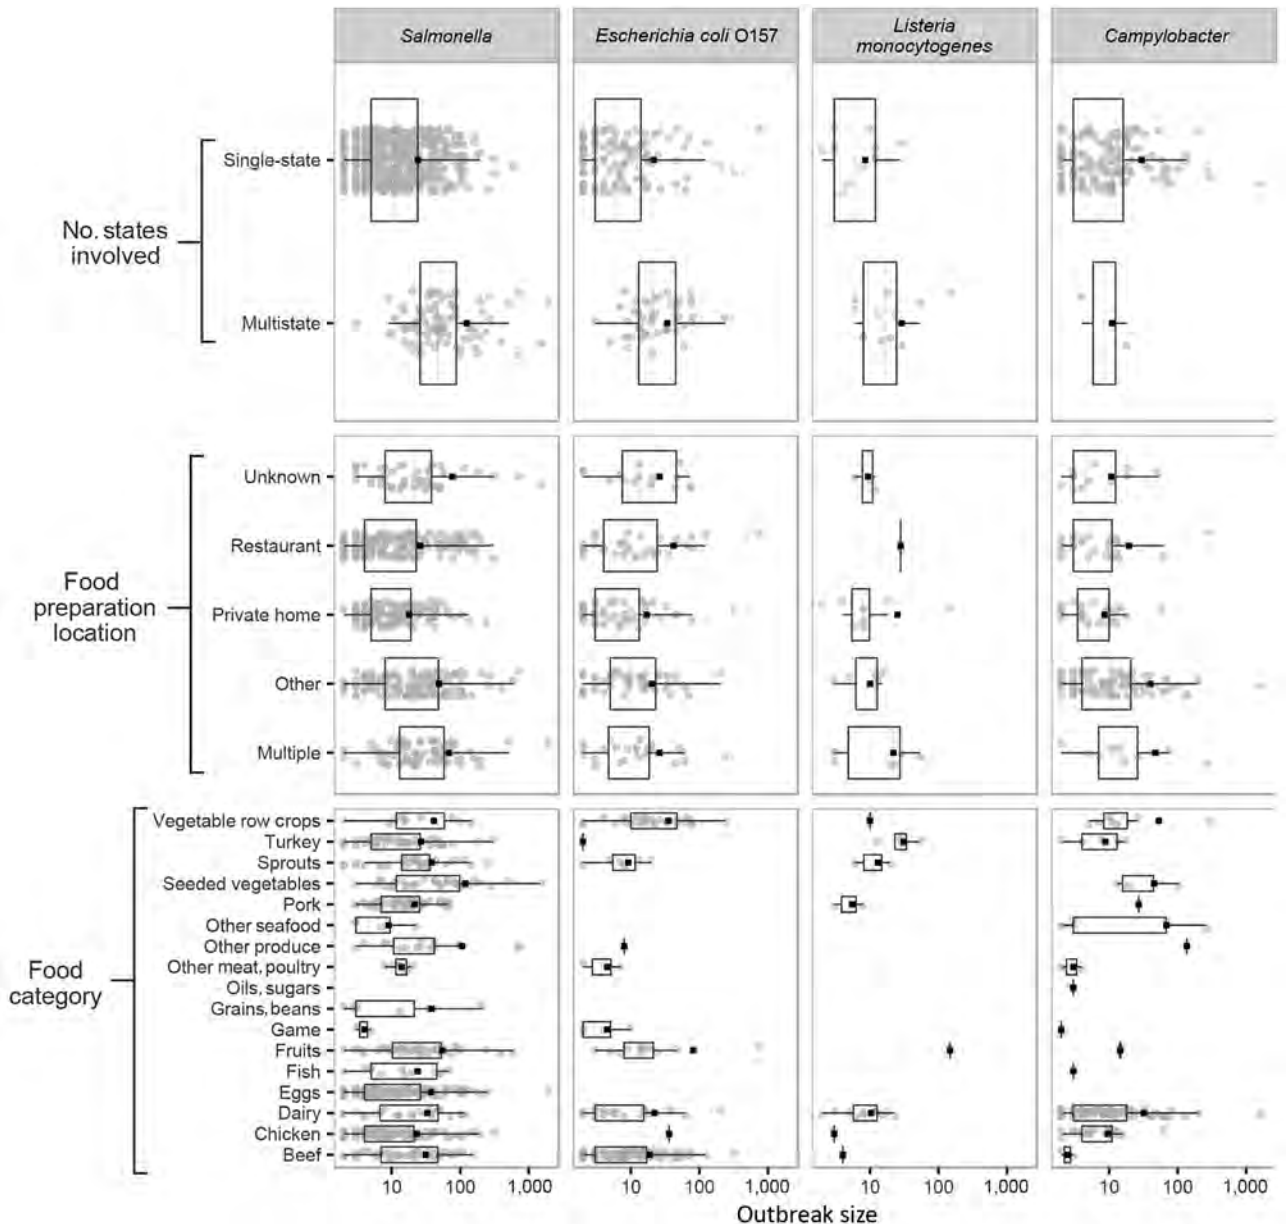 Salmonella
Escherichia coli O157
Listeria
monocytogenes
Campylobacter
No. states
involved
Single-state
Multistate
Food
preparation
location
Unknown
Restaurant
Private home
Other
Multiple
Food
category
Vegetable row crops
Turkey
Sprouts
Seeded vegetables
Pork
Other seafood
Other produce
Other meat, poultry
Oils, sugars
Grains, beans
Game
Fruits
Fish
Eggs
Dairy
Chicken
Beef
10 100 1,000 10 100 1,000 10 100 1,000 10 100 1,000
Outbreak size